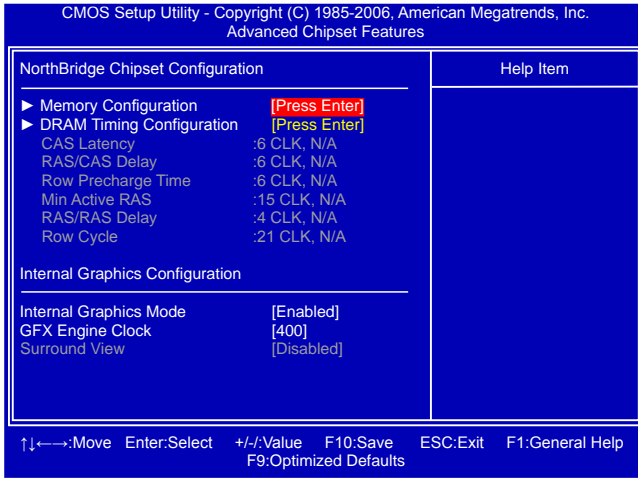 CMOS Setup Utility - Copyright (C) 1985-2006, American Megatrends, Inc.
Advanced Chipset Features
NorthBridge Chipset Configuration
Help Item
► Memory Configuration [Press Enter]
► DRAM Timing Configuration [Press Enter]
CAS Latency :6 CLK, N/A
RAS/CAS Delay :6 CLK, N/A
Row Precharge Time :6 CLK, N/A
Min Active RAS :15 CLK, N/A
RAS/RAS Delay :4 CLK, N/A
Row Cycle :21 CLK, N/A
Internal Graphics Configuration
Internal Graphics Mode [Enabled]
GFX Engine Clock [400]
Surround View [Disabled]
↑↓←→:Move Enter:Select +/-/:Value F10:Save ESC:Exit F1:General Help
F9:Optimized Defaults